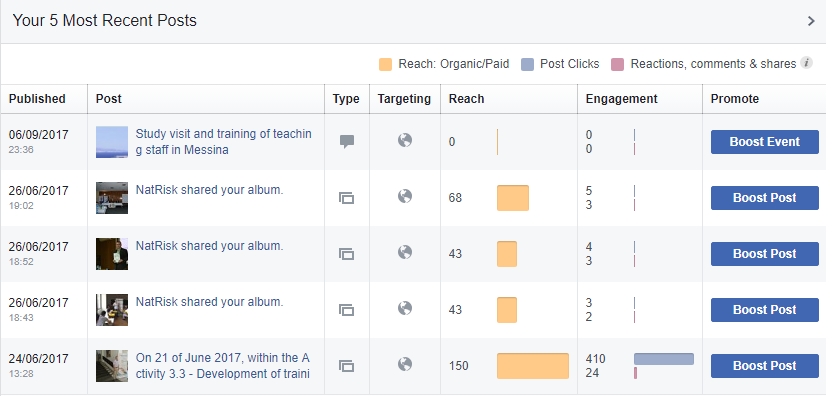 Your 5 Most Recent Posts
Reach: Organic/Paid Post Clicks Reactions, comments & shares i
Published Post Type Targeting Reach Engagement Promote
06/09/2017
23:36
Study visit and training of teachin
g staff in Messina
0
0
0
Boost Event
26/06/2017
19:02
NatRisk shared your album.
68
5
3
Boost Post
26/06/2017
18:52
NatRisk shared your album.
43
4
3
Boost Post
26/06/2017
18:43
NatRisk shared your album.
43
3
2
Boost Post
24/06/2017
13:28
On 21 of June 2017, within the A
ctivity 3.3 - Development of traini
150
410
24
Boost Post